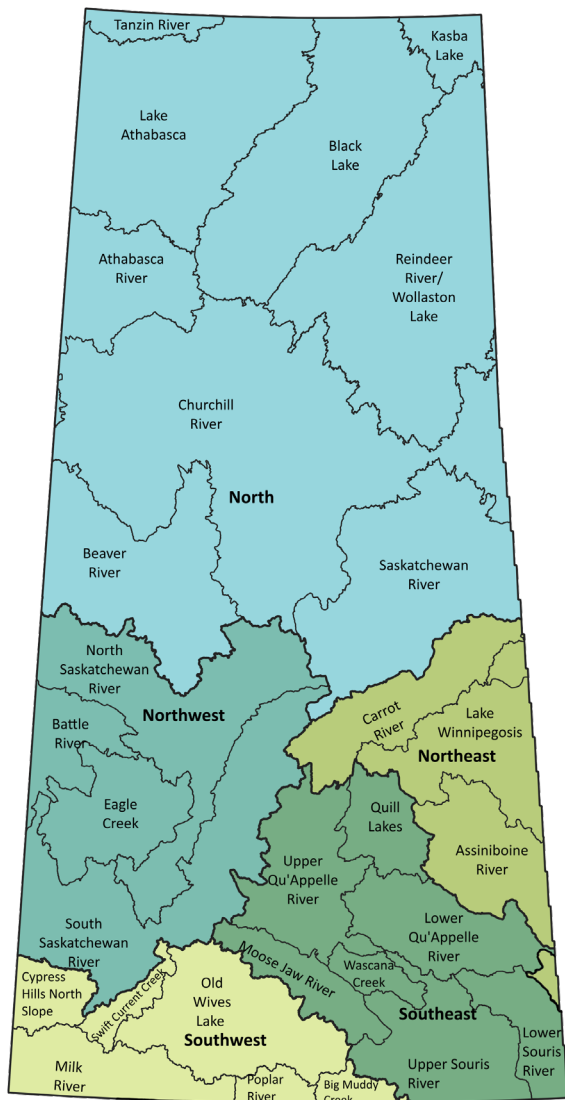 Tanzin River
Kasba
Lake
Lake
Athabasca
Black
Lake
Athabasca
River
Reindeer
River/
Wollaston
Lake
Churchill
River
North
Beaver
River
Saskatchewan
River
North
Saskatchewan
River
Northwest
Battle
River
Carrot
River
Lake
Winnipegosis
Northeast
Eagle
Creek
Quill
Lakes
Assiniboine
River
Upper
Qu'Appelle
River
South
Saskatchewan
River
Lower
Qu'Appelle
River
Moose Jaw River
Wascana
Creek
Cypress
Hills North
Slope
Swift Current Creek
Old
Wives
Lake
Southwest
Southeast
Lower
Souris
River
Upper Souris
River
Milk
River
Poplar
River
Big Muddy
Creek